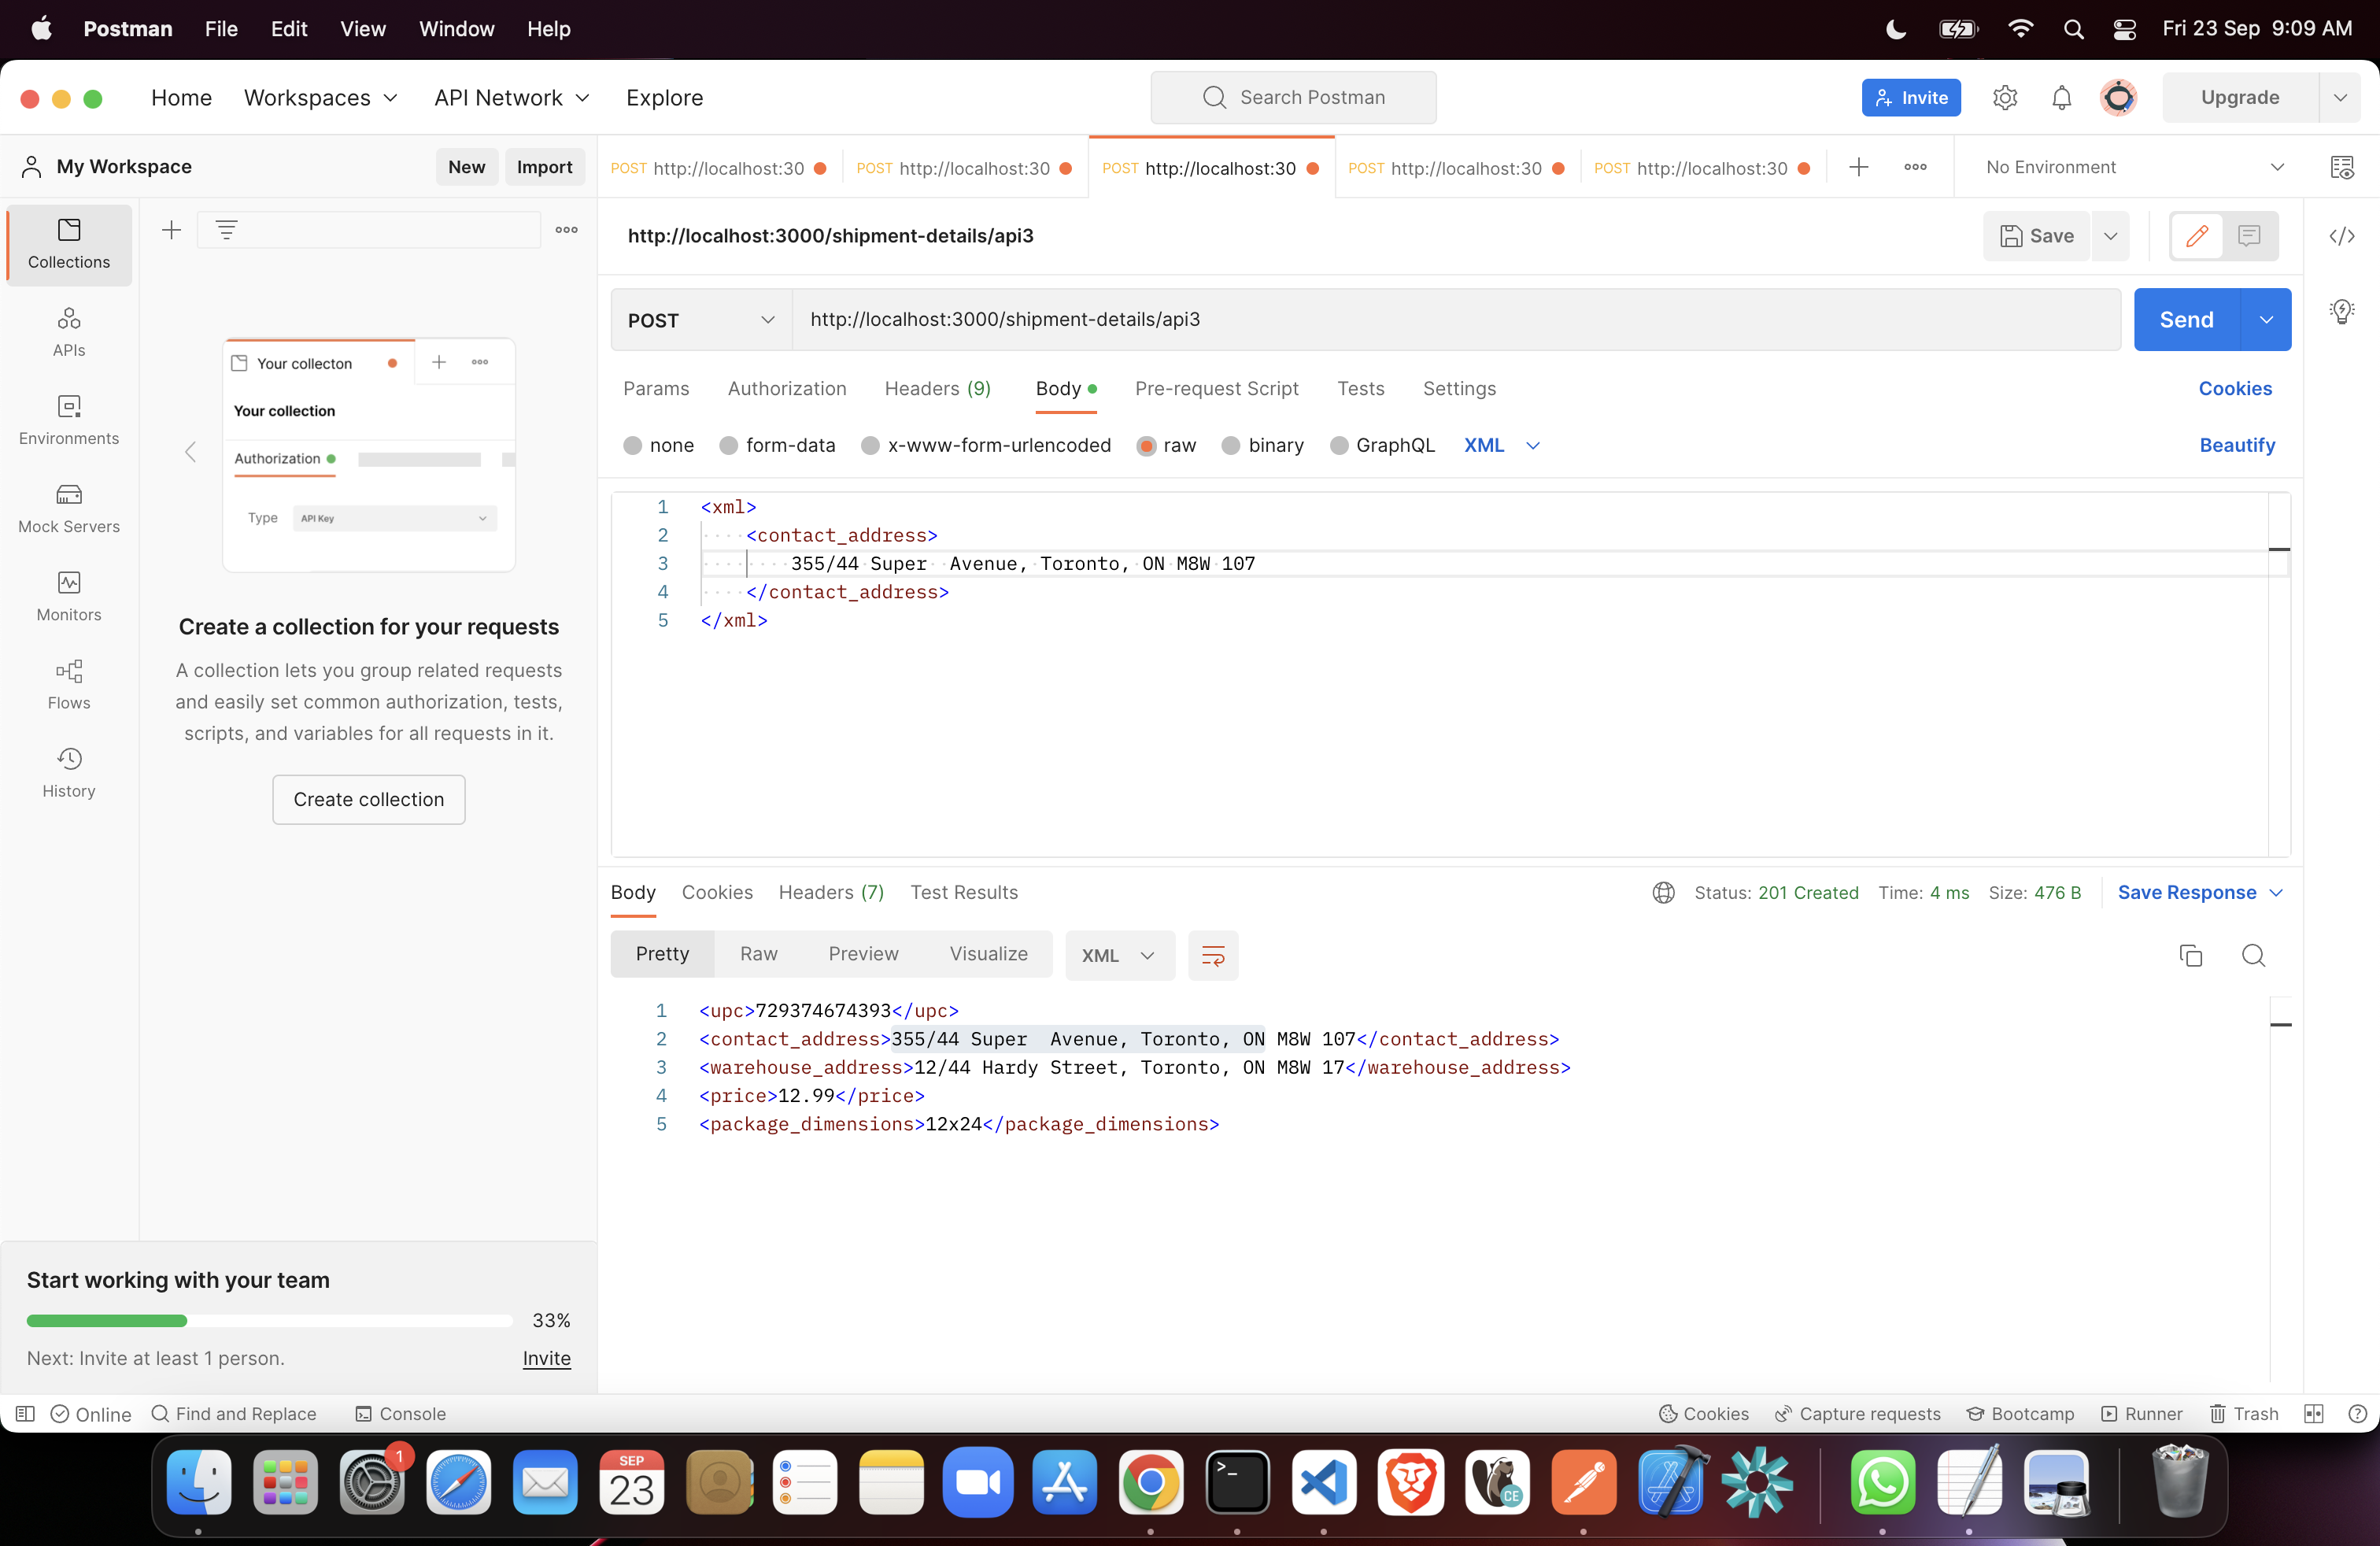 Postman File Edit View Window Help Fri 23 Sep 9:09 AM
Home Workspaces API Network Explore Search Postman Invite Upgrade
My Workspace New Import
POST http://localhost:30 POST http://localhost:30 POST http://localhost:30 POST http://localhost:30 POST http://localhost:30 No Environment
Collections
APIs
Environments
Mock Servers
Monitors
Flows
History
Your collecton
Your collection
Authorization
Type API Key
Create a collection for your requests
A collection lets you group related requests
and easily set common authorization, tests,
scripts, and variables for all requests in it.
Create collection
Start working with your team
33%
Next: Invite at least 1 person. Invite
http://localhost:3000/shipment-details/api3 Save
POST http://localhost:3000/shipment-details/api3 Send
Params Authorization Headers (9) Body Pre-request Script Tests Settings Cookies
none form-data x-www-form-urlencoded raw binary GraphQL XML Beautify
1 <xml>
2 <contact_address>
3 355/44 Super  Avenue, Toronto, ON M8W 107
4 </contact_address>
5 </xml>
Body Cookies Headers (7) Test Results Status: 201 Created Time: 4 ms Size: 476 B Save Response
Pretty Raw Preview Visualize XML
1 <upc>729374674393</upc>
2 <contact_address>355/44 Super  Avenue, Toronto, ON M8W 107</contact_address>
3 <warehouse_address>12/44 Hardy Street, Toronto, ON M8W 17</warehouse_address>
4 <price>12.99</price>
5 <package_dimensions>12x24</package_dimensions>
Online Find and Replace Console Cookies Capture requests Bootcamp Runner Trash
1
SEP
23
>_
CE